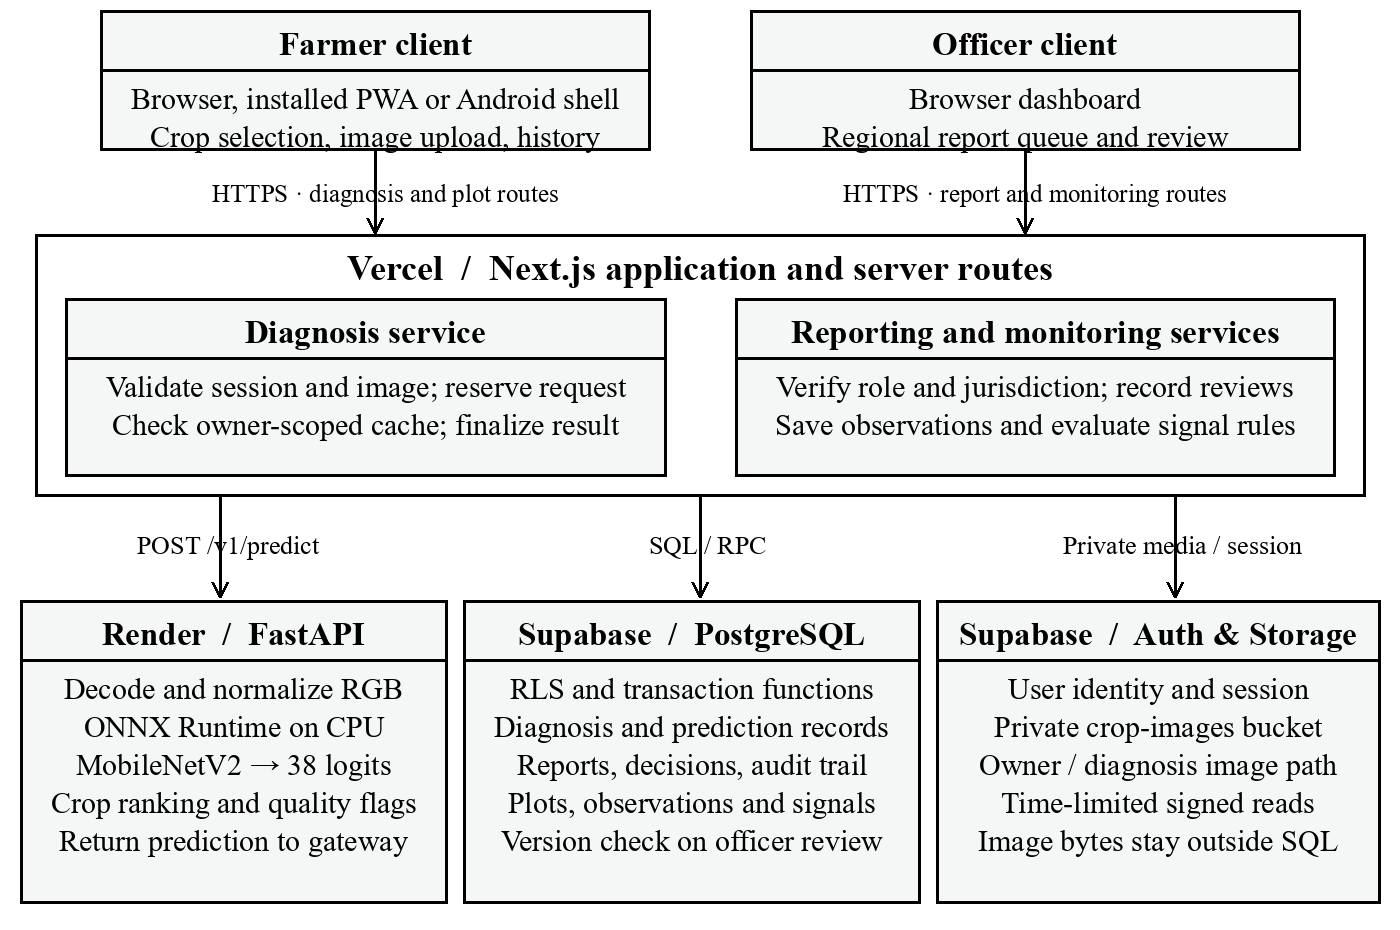 Farmer client
Browser, installed PWA or Android shell
Crop selection, image upload, history
Officer client
Browser dashboard
Regional report queue and review
HTTPS · diagnosis and plot routes
HTTPS · report and monitoring routes
Vercel / Next.js application and server routes
Diagnosis service
Validate session and image; reserve request
Check owner-scoped cache; finalize result
Reporting and monitoring services
Verify role and jurisdiction; record reviews
Save observations and evaluate signal rules
POST /v1/predict
SQL / RPC
Private media / session
Render / FastAPI
Decode and normalize RGB
ONNX Runtime on CPU
MobileNetV2 → 38 logits
Crop ranking and quality flags
Return prediction to gateway
Supabase / PostgreSQL
RLS and transaction functions
Diagnosis and prediction records
Reports, decisions, audit trail
Plots, observations and signals
Version check on officer review
Supabase / Auth & Storage
User identity and session
Private crop-images bucket
Owner / diagnosis image path
Time-limited signed reads
Image bytes stay outside SQL